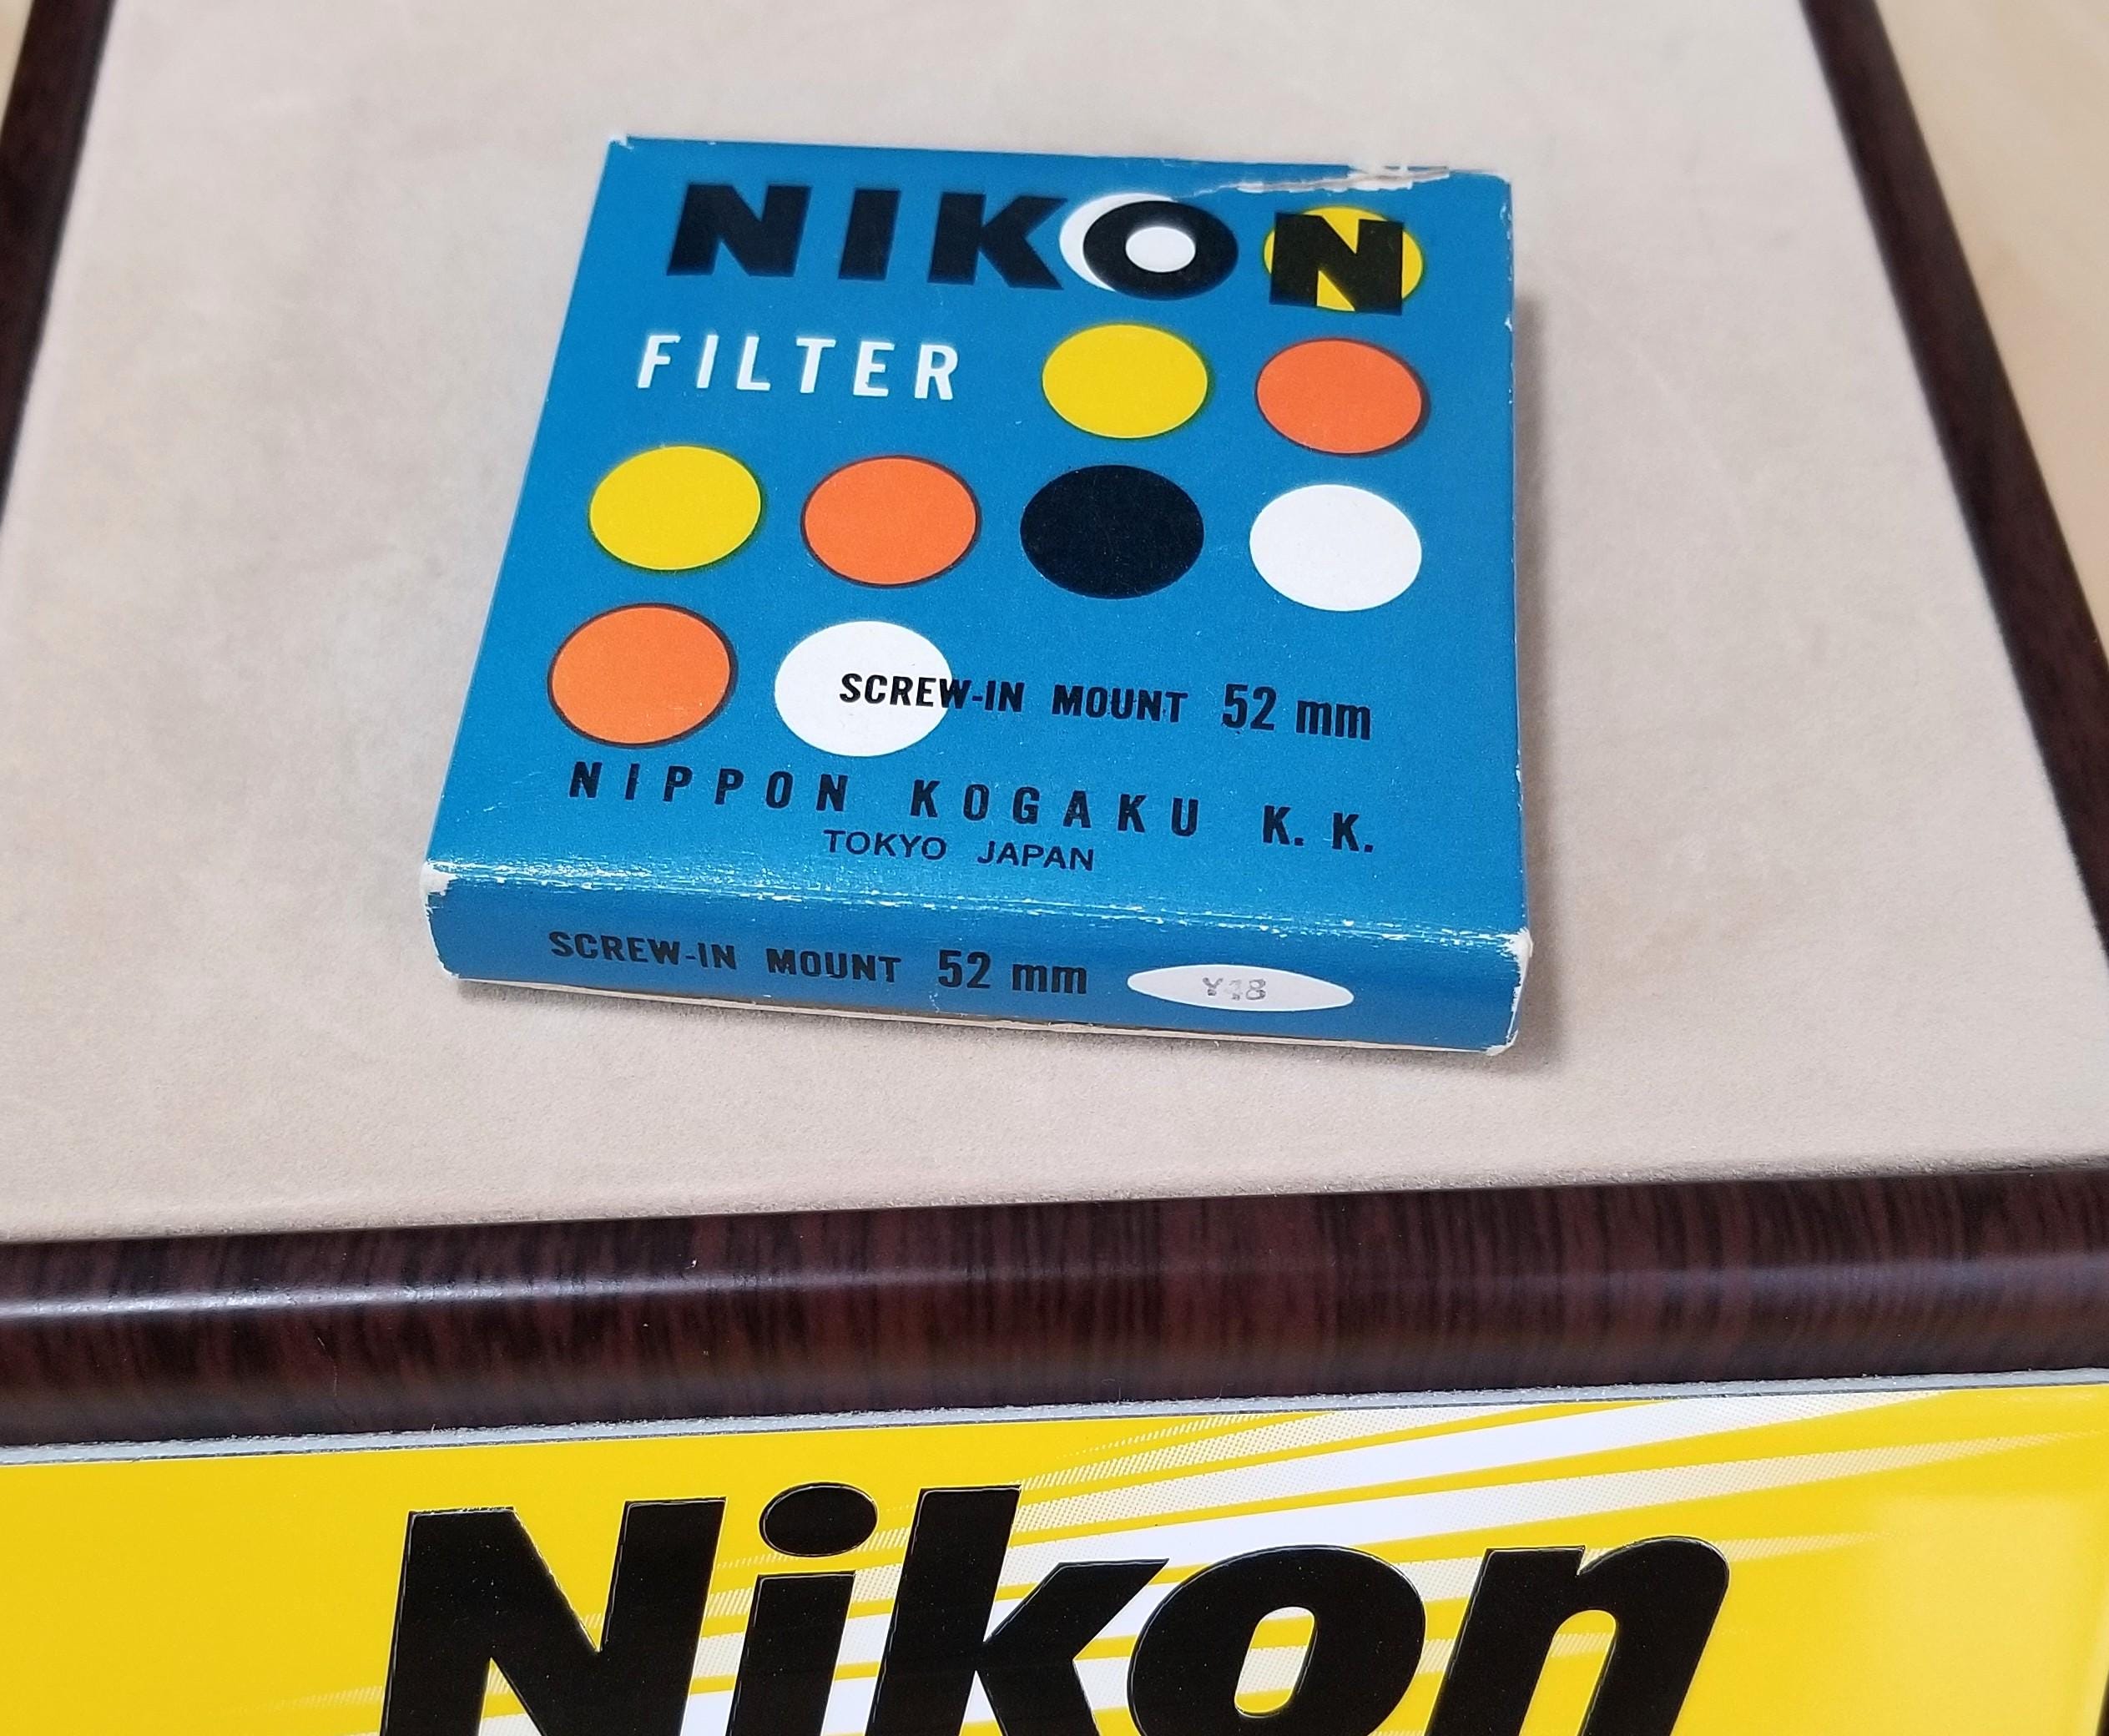 NIKON
FILTER
SCREW-IN MOUNT 52 mm
NIPPON KOGAKU K. K.
TOKYO JAPAN
SCREW-IN MOUNT 52 mm Y48
Nikon